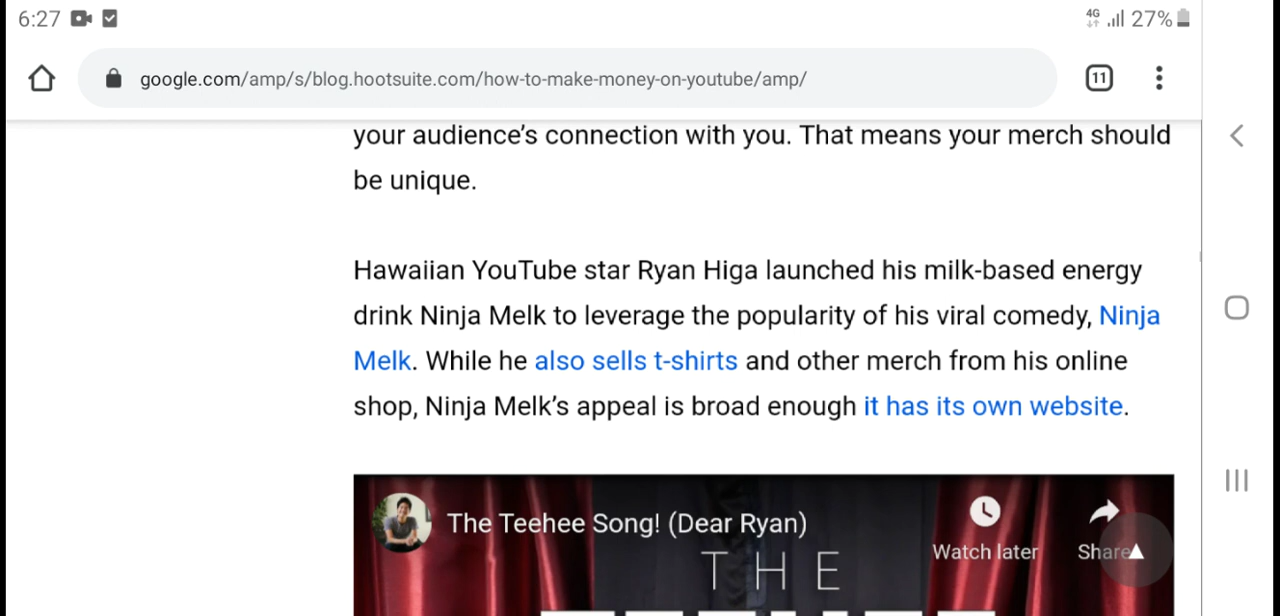 6:27
4G 27%
google.com/amp/s/blog.hootsuite.com/how-to-make-money-on-youtube/amp/
11
your audience’s connection with you. That means your merch should
be unique.
Hawaiian YouTube star Ryan Higa launched his milk-based energy
drink Ninja Melk to leverage the popularity of his viral comedy, Ninja
Melk. While he also sells t-shirts and other merch from his online
shop, Ninja Melk’s appeal is broad enough it has its own website.
The Teehee Song! (Dear Ryan)
Watch later Share
THE